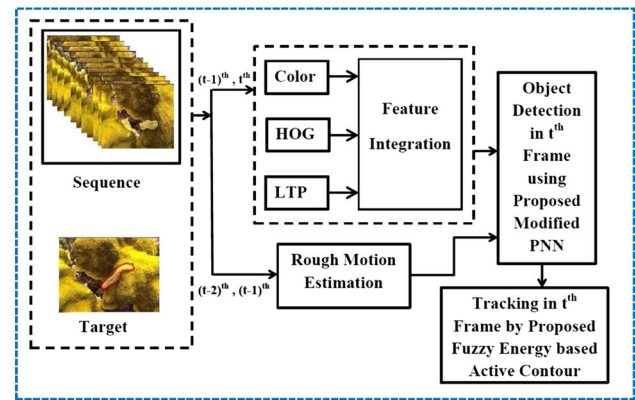 Sequence
Target
(t-1)th , tth
(t-2)th , (t-1)th
Color
HOG
LTP
Feature
Integration
Rough Motion
Estimation
Object
Detection
in tth
Frame
using
Proposed
Modified
PNN
Tracking in tth
Frame by Proposed
Fuzzy Energy based
Active Contour